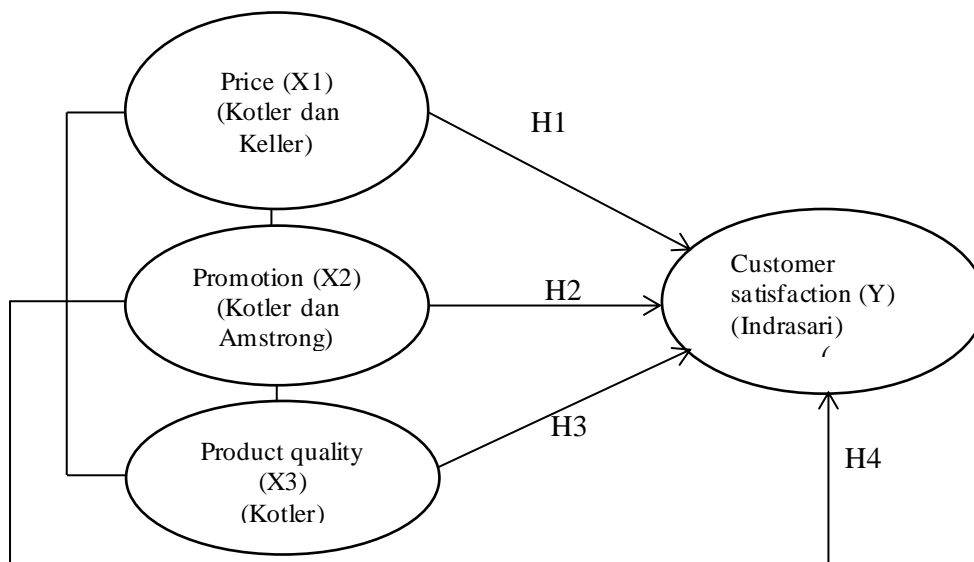 Price (X1)
(Kotler dan
Keller)
H1
Promotion (X2)
(Kotler dan
Amstrong)
H2
Customer
satisfaction (Y)
(Indrasari)
(
Product quality
(X3)
(Kotler)
H3
H4